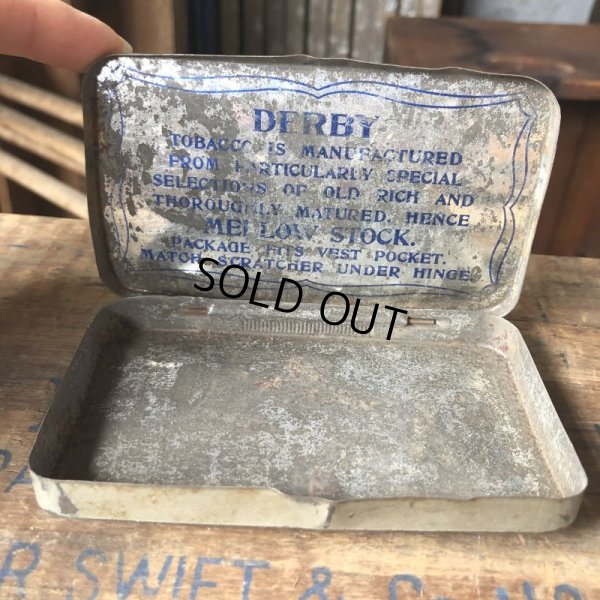 DERBY
TOBACCO IS MANUFACTURED
FROM PARTICULARLY SPECIAL
SELECTIONS OF OLD RICH AND
THOROUGHLY MATURED. HENCE
MELLOW STOCK.
PACKAGE FITS VEST POCKET.
MATCH SCRATCHER UNDER HINGE
SOLD OUT
R SWIFT & Co